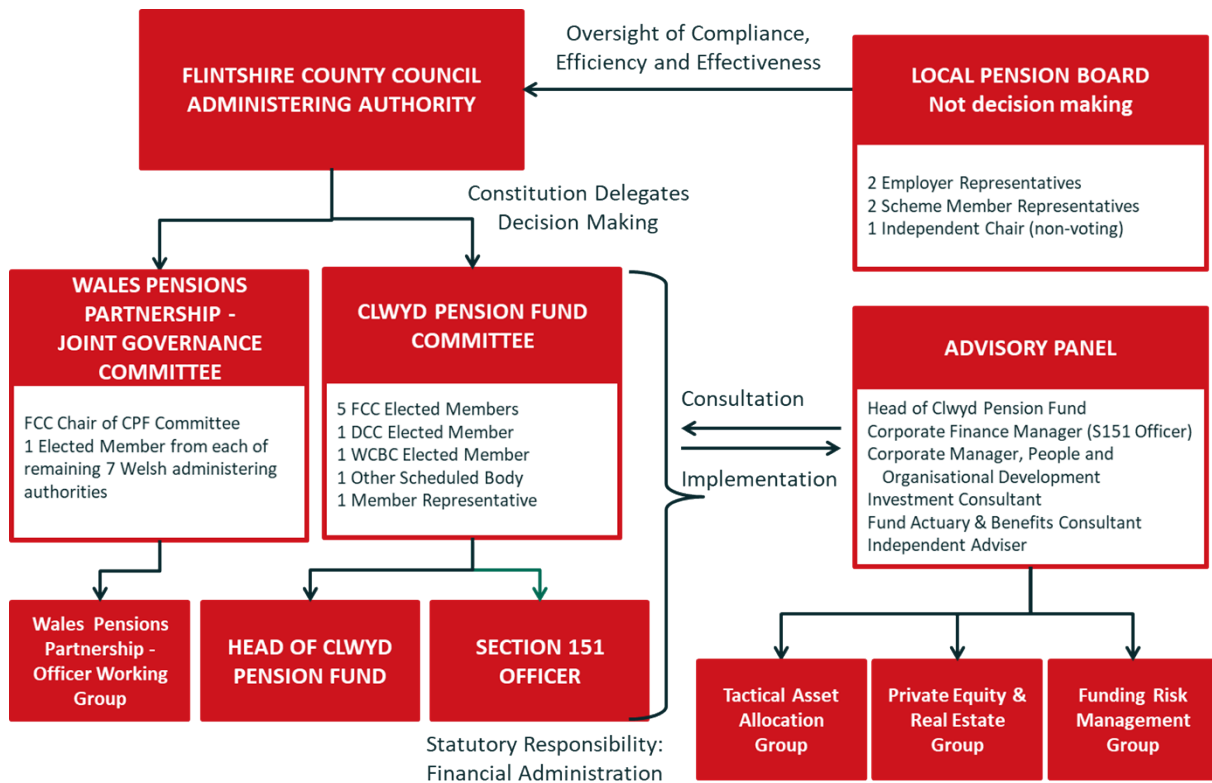 FLINTSHIRE COUNTY COUNCIL
ADMINISTERING AUTHORITY
Oversight of Compliance,
Efficiency and Effectiveness
LOCAL PENSION BOARD
Not decision making
2 Employer Representatives
2 Scheme Member Representatives
1 Independent Chair (non-voting)
Constitution Delegates
Decision Making
WALES PENSIONS
PARTNERSHIP -
JOINT GOVERNANCE
COMMITTEE
FCC Chair of CPF Committee
1 Elected Member from each of
remaining 7 Welsh administering
authorities
CLWYD PENSION FUND
COMMITTEE
5 FCC Elected Members
1 DCC Elected Member
1 WCBC Elected Member
1 Other Scheduled Body
1 Member Representative
Consultation
Implementation
ADVISORY PANEL
Head of Clwyd Pension Fund
Corporate Finance Manager (S151 Officer)
Corporate Manager, People and
Organisational Development
Investment Consultant
Fund Actuary & Benefits Consultant
Independent Adviser
Wales Pensions
Partnership -
Officer Working
Group
HEAD OF CLWYD
PENSION FUND
SECTION 151
OFFICER
Statutory Responsibility:
Financial Administration
Tactical Asset
Allocation
Group
Private Equity &
Real Estate
Group
Funding Risk
Management
Group